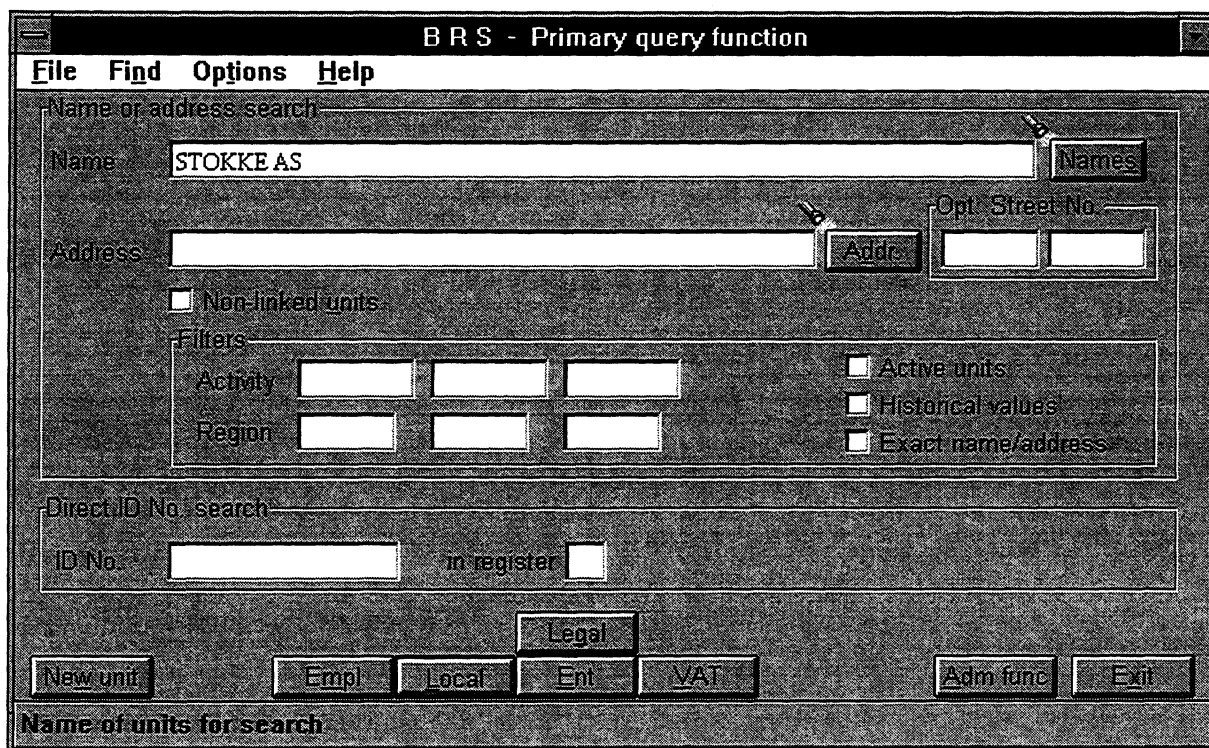 B R S - Primary query function
File Find Options Help
Name or address search
Name STOKKE AS Names
Opt. Street No.
Address Addr.
Non-linked units
Filters
Activity Active units
Historical values
Region
Exact name/address
Direct ID No. search
ID No. in register
Legal
New unit Empl Local Ent VAT Adm func Exit
Name of units for search